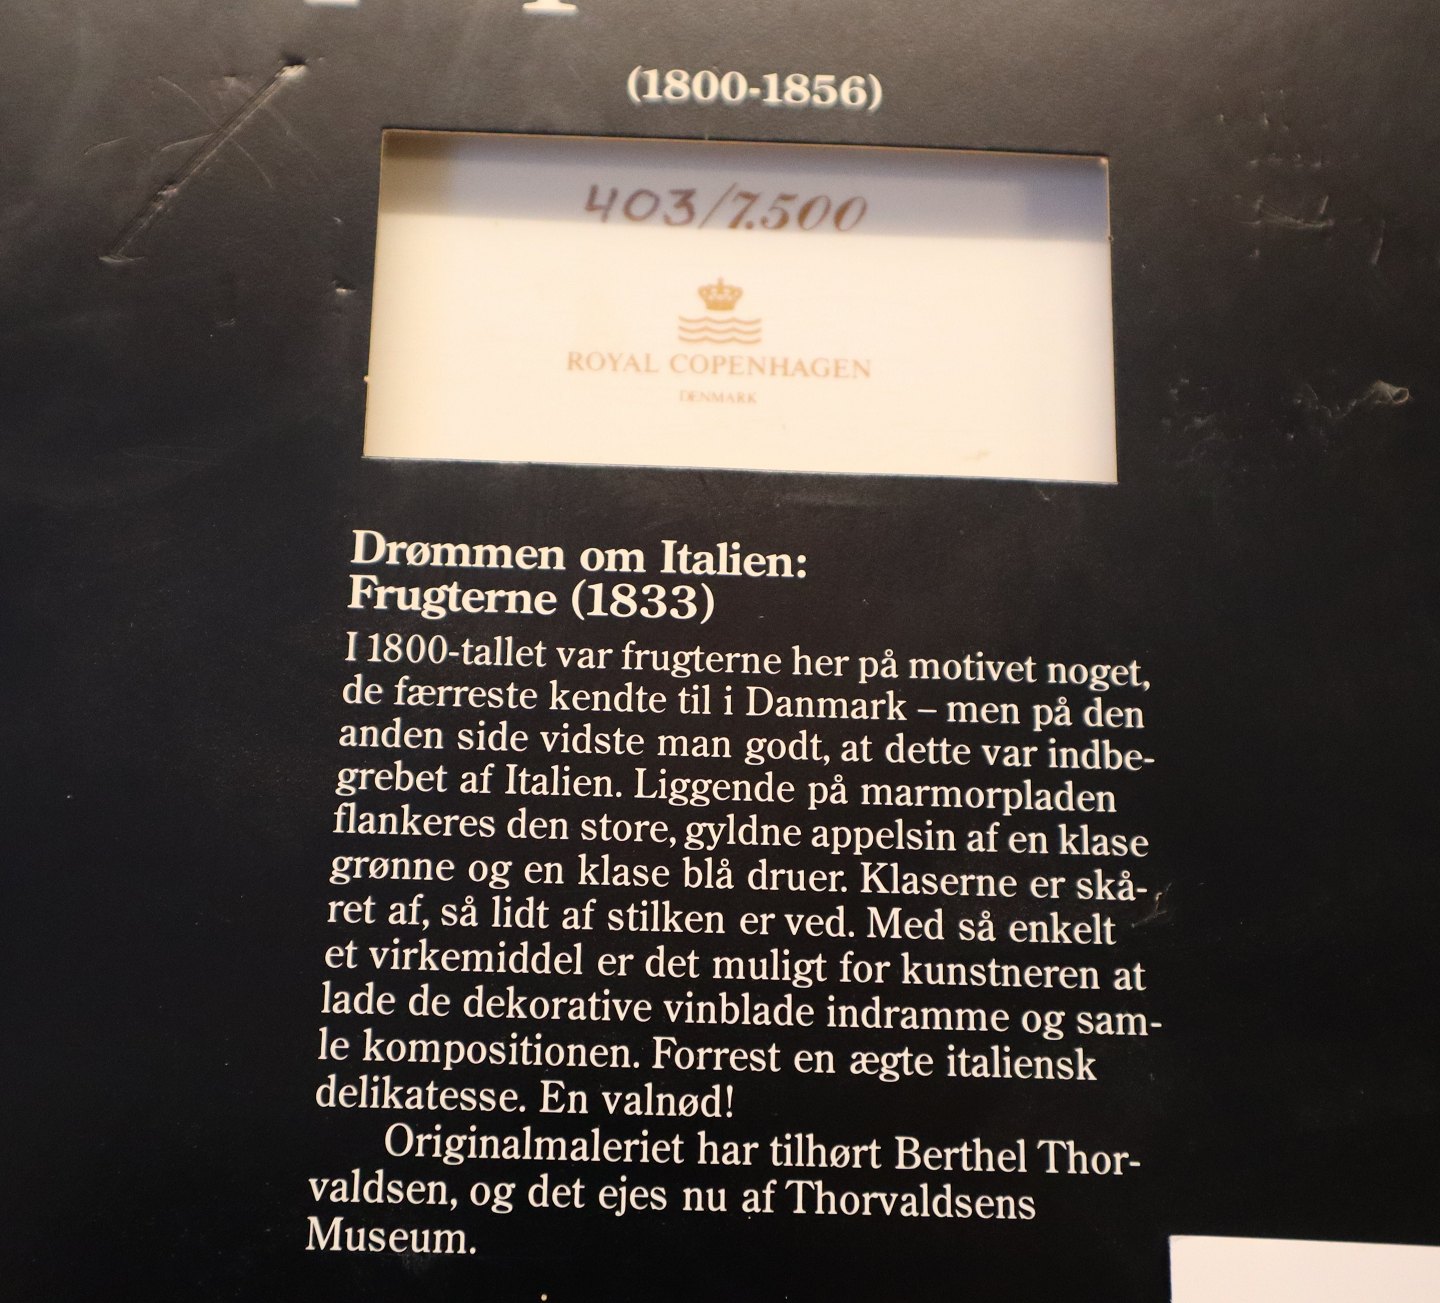 (1800-1856)
403/7.500
ROYAL COPENHAGEN
DENMARK
Drømmen om Italien:
Frugterne (1833)
I 1800-tallet var frugterne her på motivet noget,
de færreste kendte til i Danmark – men på den
anden side vidste man godt, at dette var indbe-
grebet af Italien. Liggende på marmorpladen
flankeres den store, gyldne appelsin af en klase
grønne og en klase blå druer. Klaserne er skå-
ret af, så lidt af stilken er ved. Med så enkelt
et virkemiddel er det muligt for kunstneren at
lade de dekorative vinblade indramme og sam-
le kompositionen. Forrest en ægte italiensk
delikatesse. En valnød!
Originalmaleriet har tilhørt Berthel Thor-
valdsen, og det ejes nu af Thorvaldsens
Museum.